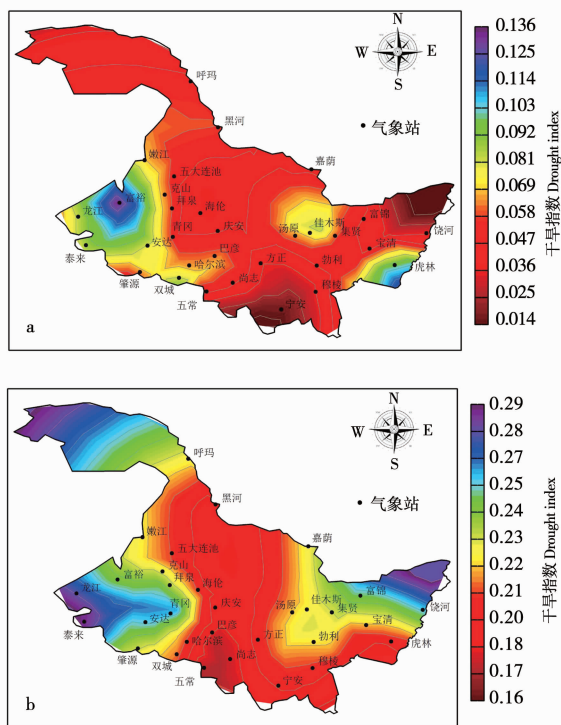 N
W E
S
气象站
呼玛
黑河
嫩江
五大连池
嘉荫
克山
富裕
拜泉
海伦
龙江
富锦
佳木斯
青冈
庆安
汤原
集贤
饶河
安达
宝清
泰来
巴彦
方正
勃利
虎林
哈尔滨
肇源
双城
尚志
穆棱
五常
宁安
a
0.136
0.125
0.114
0.103
0.092
0.081
0.069
0.058
0.047
0.036
0.025
0.014
干旱指数 Drought index
N
W E
S
气象站
呼玛
黑河
嫩江
嘉荫
五大连池
克山
富裕
拜泉
海伦
龙江
富锦
青冈
庆安
佳木斯
汤原
集贤
饶河
安达
宝清
泰来
巴彦
哈尔滨
方正
勃利
虎林
肇源
双城
尚志
穆棱
五常
宁安
b
0.29
0.28
0.27
0.25
0.24
0.23
0.22
0.21
0.20
0.18
0.17
0.16
干旱指数 Drought index